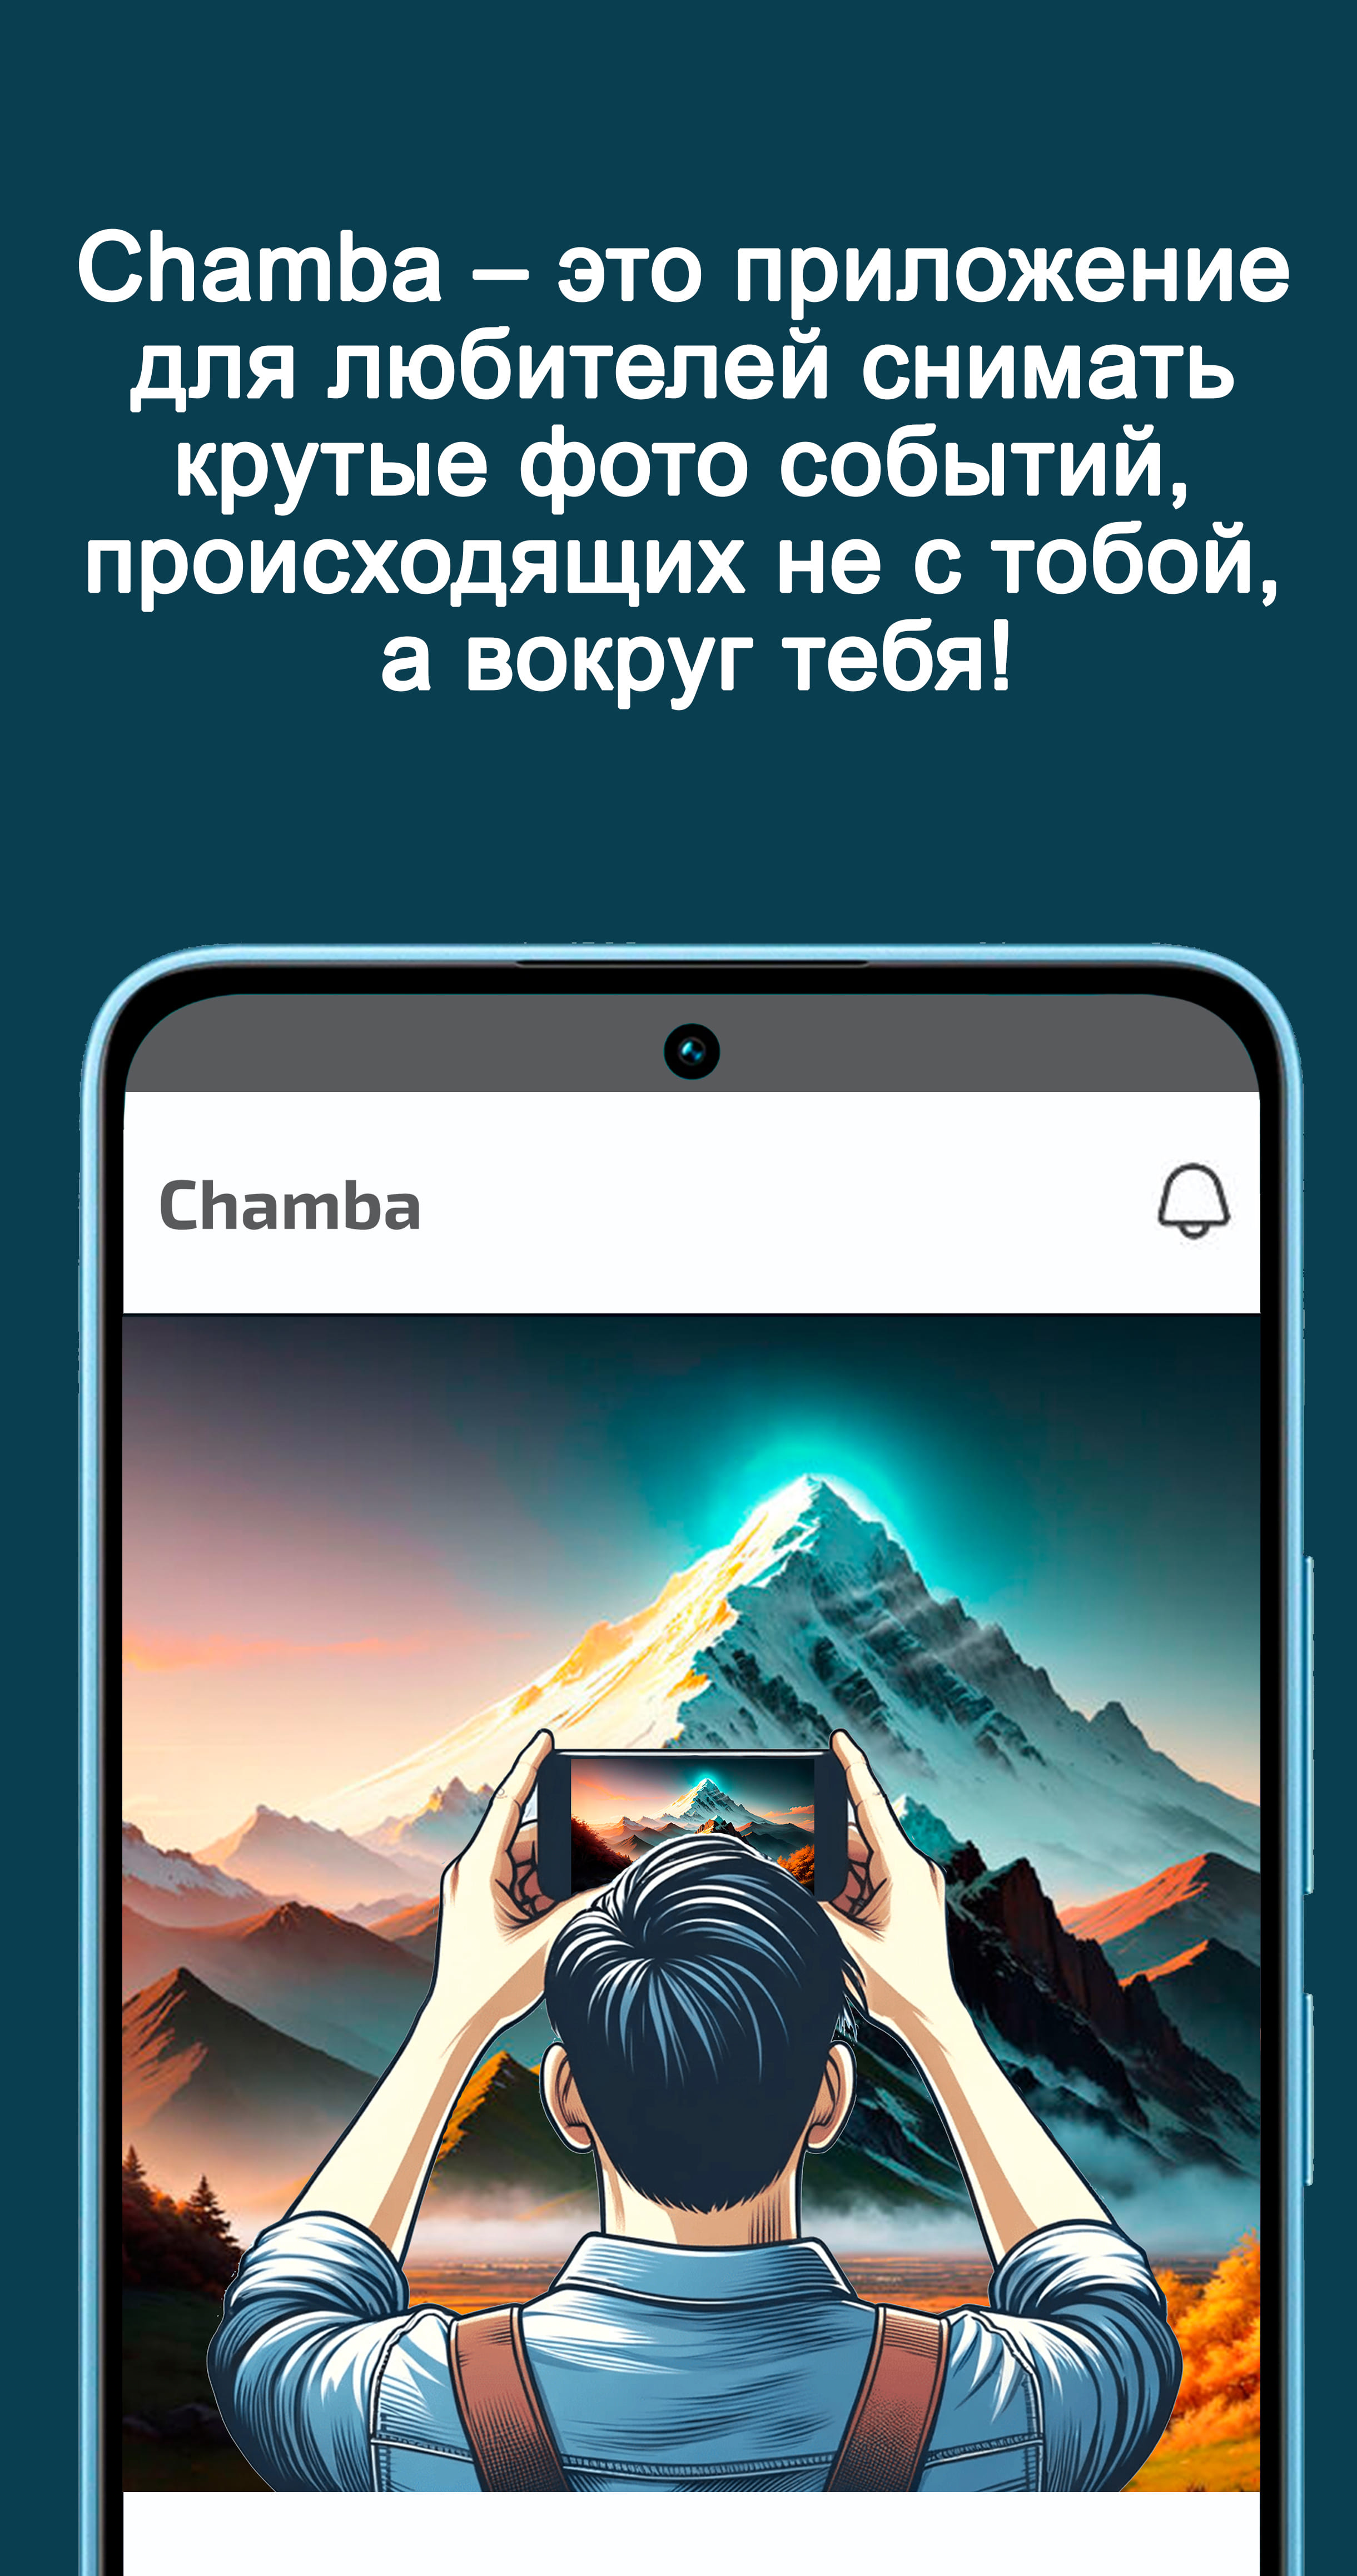 Chamba – это приложение
для любителей снимать
крутые фото событий,
происходящих не с тобой,
а вокруг тебя!
Chamba